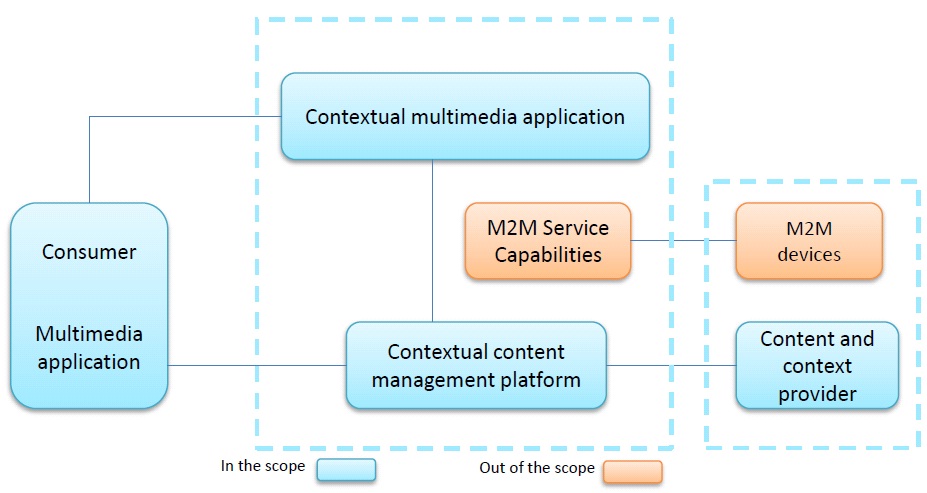 Contextual multimedia application
Consumer
Multimedia
application
M2M Service
Capabilities
M2M
devices
Contextual content
management platform
Content and
context
provider
In the scope
Out of the scope